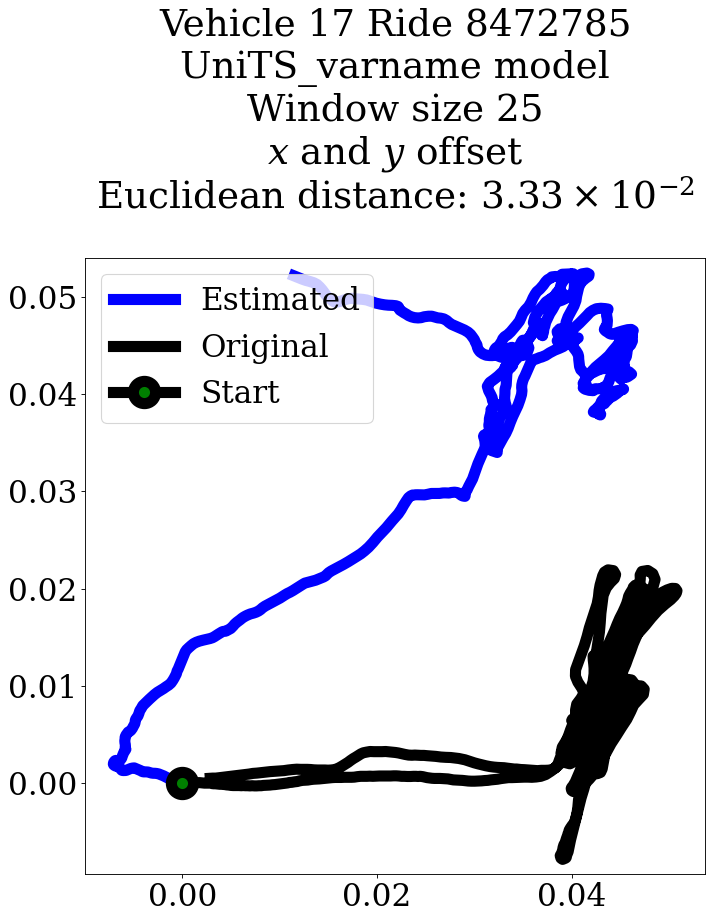 Vehicle 17 Ride 8472785
UniTS_varname model
Window size 25
x and y offset
Euclidean distance: 3.33 × 10⁻²
Estimated
Original
Start
0.05
0.04
0.03
0.02
0.01
0.00
0.00 0.02 0.04